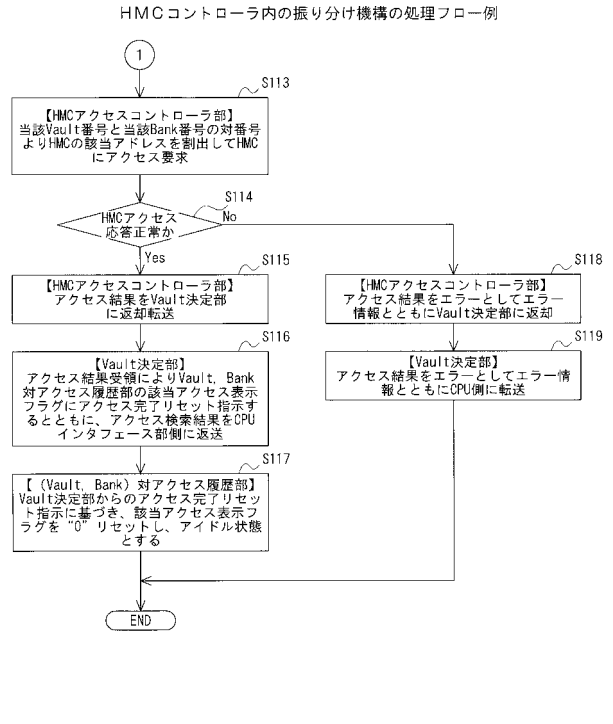 HMCコントローラ内の振り分け機構の処理フロー例
1
S113
【HMCアクセスコントローラ部】
当該Vault番号と当該Bank番号の対番号
よりHMCの該当アドレスを割出してHMC
にアクセス要求
S114
HMCアクセス
応答正常か
No
Yes
S115
【HMCアクセスコントローラ部】
アクセス結果をVault決定部
に返却転送
S116
【Vault決定部】
アクセス結果受領によりVault, Bank
対アクセス履歴部の該当アクセス表示
フラグにアクセス完了リセット指示す
るとともに、アクセス検索結果をCPU
インタフェース部側に返送
S117
【(Vault, Bank)対アクセス履歴部】
Vault決定部からのアクセス完了リセッ
ト指示に基づき、該当アクセス表示フ
ラグを“0”リセットし、アイドル状態
とする
S118
【HMCアクセスコントローラ部】
アクセス結果をエラーとしてエラー
情報とともにVault決定部に返却
S119
【Vault決定部】
アクセス結果をエラーとしてエラー情
報とともにCPU側に転送
END